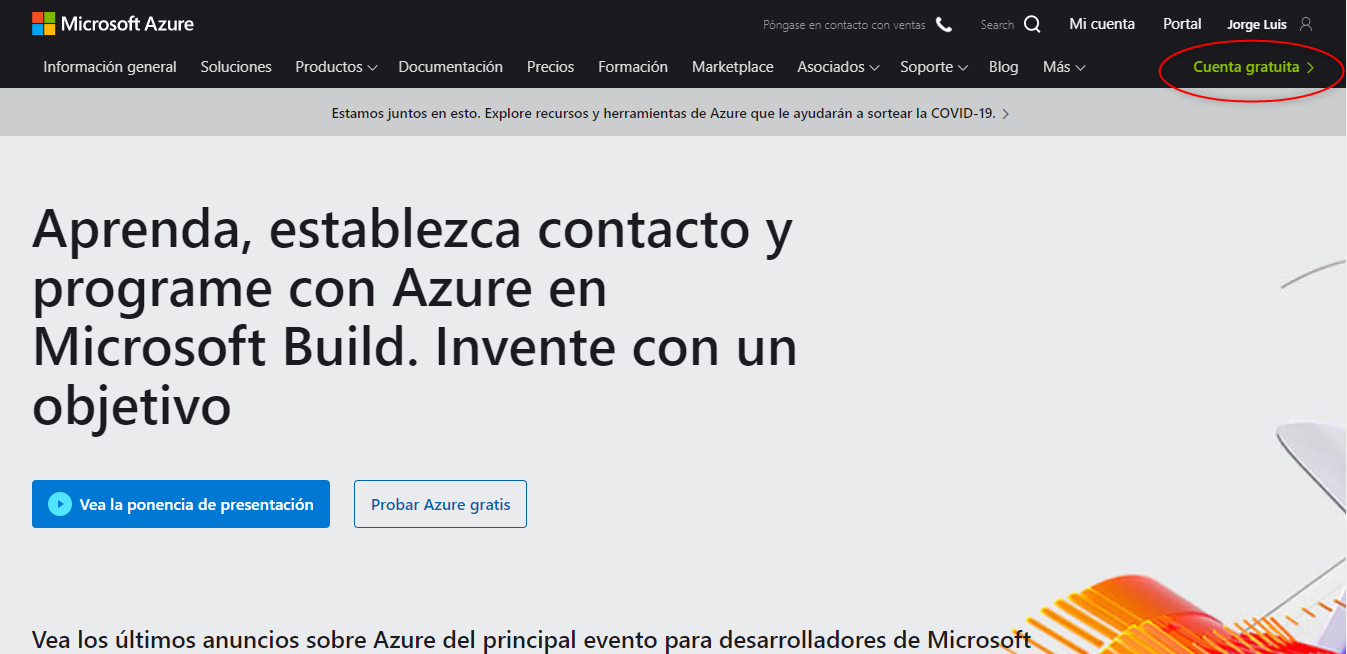 Microsoft Azure
Póngase en contacto con ventas
Search
Mi cuenta
Portal
Jorge Luis
Información general
Soluciones
Productos
Documentación
Precios
Formación
Marketplace
Asociados
Soporte
Blog
Más
Cuenta gratuita
Estamos juntos en esto. Explore recursos y herramientas de Azure que le ayudarán a sortear la COVID-19.
Aprenda, establezca contacto y
programe con Azure en
Microsoft Build. Invente con un
objetivo
Vea la ponencia de presentación
Probar Azure gratis
Vea los últimos anuncios sobre Azure del principal evento para desarrolladores de Microsoft